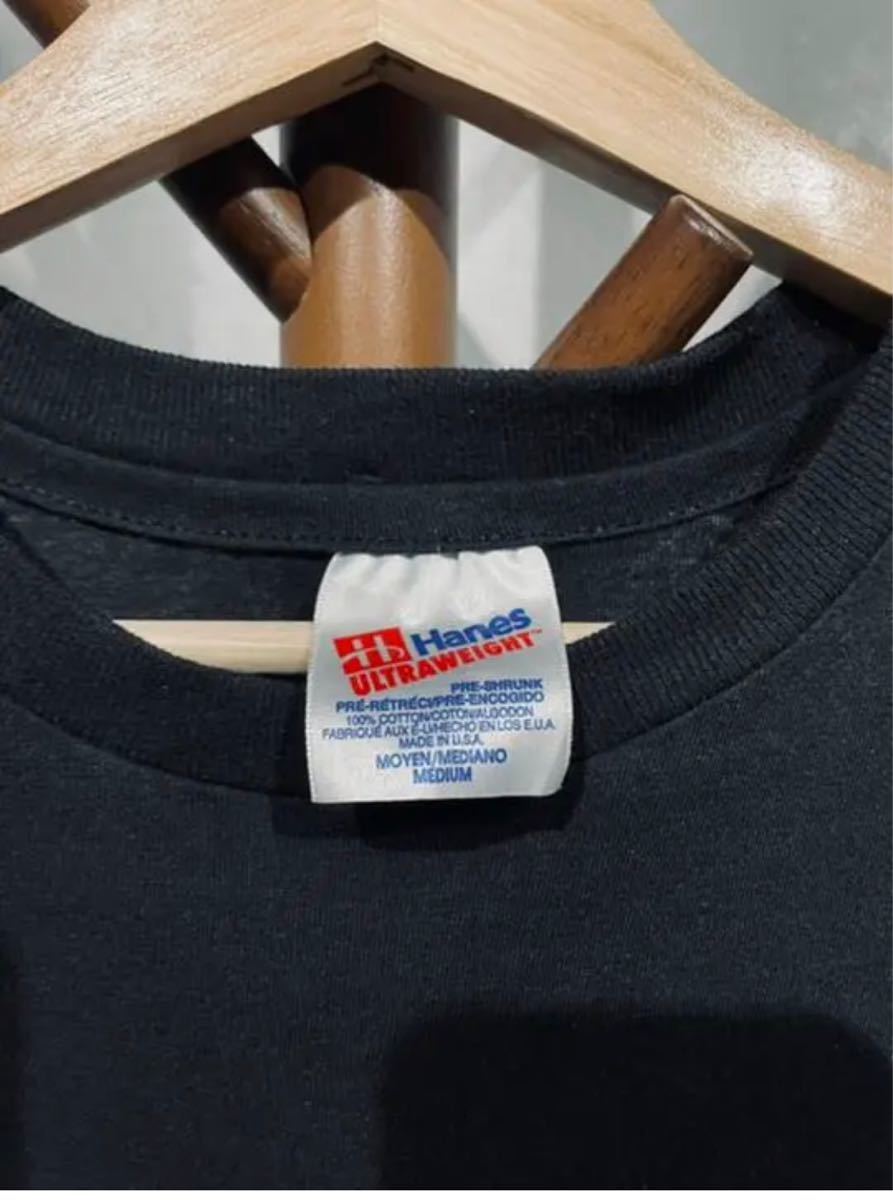 Hanes
ULTRAWEIGHT™
PRE-SHRUNK
PRÉ-RÉTRÉCI/PRE-ENCOGIDO
100% COTTON/COTON/ALGODON
FABRIQUÉ AUX É-U/HECHO EN LOS E.U.A.
MADE IN U.S.A.
MOYEN/MEDIANO
MEDIUM